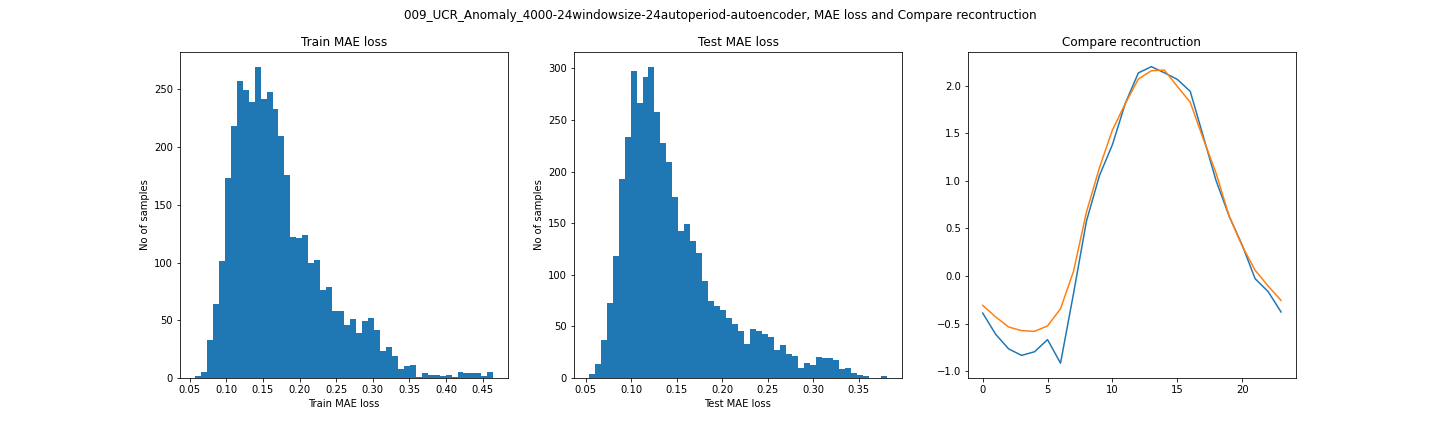 009_UCR_Anomaly_4000-24windowsize-24autoperiod-autoencoder, MAE loss and Compare recontruction
Train MAE loss
No of samples
250
200
150
100
50
0
0.05 0.10 0.15 0.20 0.25 0.30 0.35 0.40 0.45
Train MAE loss
Test MAE loss
No of samples
300
250
200
150
100
50
0
0.05 0.10 0.15 0.20 0.25 0.30 0.35
Test MAE loss
Compare recontruction
2.0
1.5
1.0
0.5
0.0
−0.5
−1.0
0 5 10 15 20